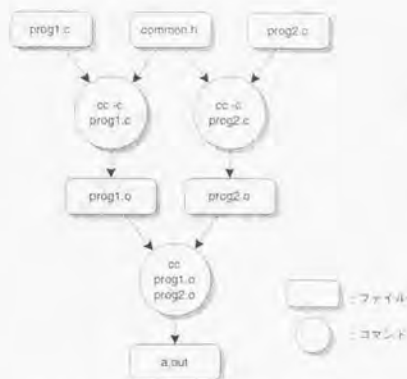 prog1.c
common.h
prog2.c
cc -c
prog1.c
cc -c
prog2.c
prog1.o
prog2.o
cc
prog1.o
prog2.o
: ファイル
: コマンド
a.out